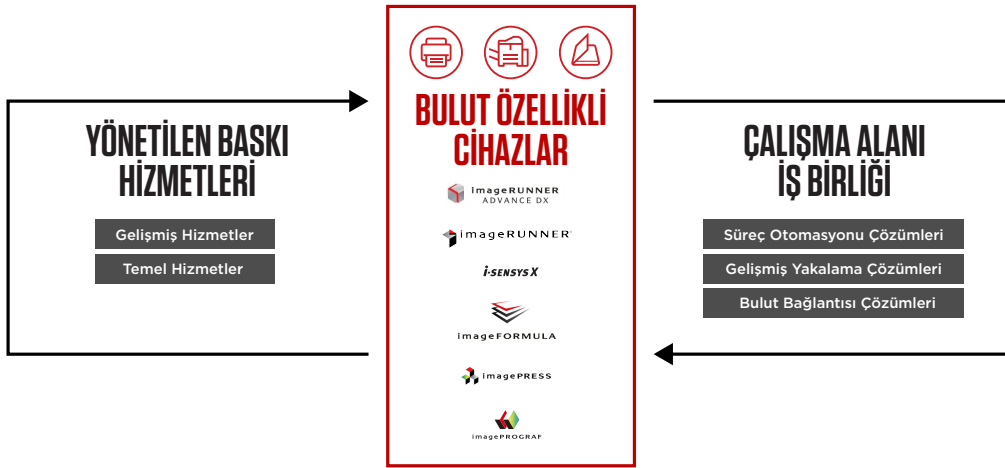 YÖNETİLEN BASKI
HİZMETLERİ
Gelişmiş Hizmetler
Temel Hizmetler
BULUT ÖZELLİKLİ
CİHAZLAR
imageRUNNER
ADVANCE DX
imageRUNNER
i-SENSYS X
imageFORMULA
imagePRESS
imagePROGRAF
ÇALIŞMA ALANI
İŞ BİRLİĞİ
Süreç Otomasyonu Çözümleri
Gelişmiş Yakalama Çözümleri
Bulut Bağlantısı Çözümleri